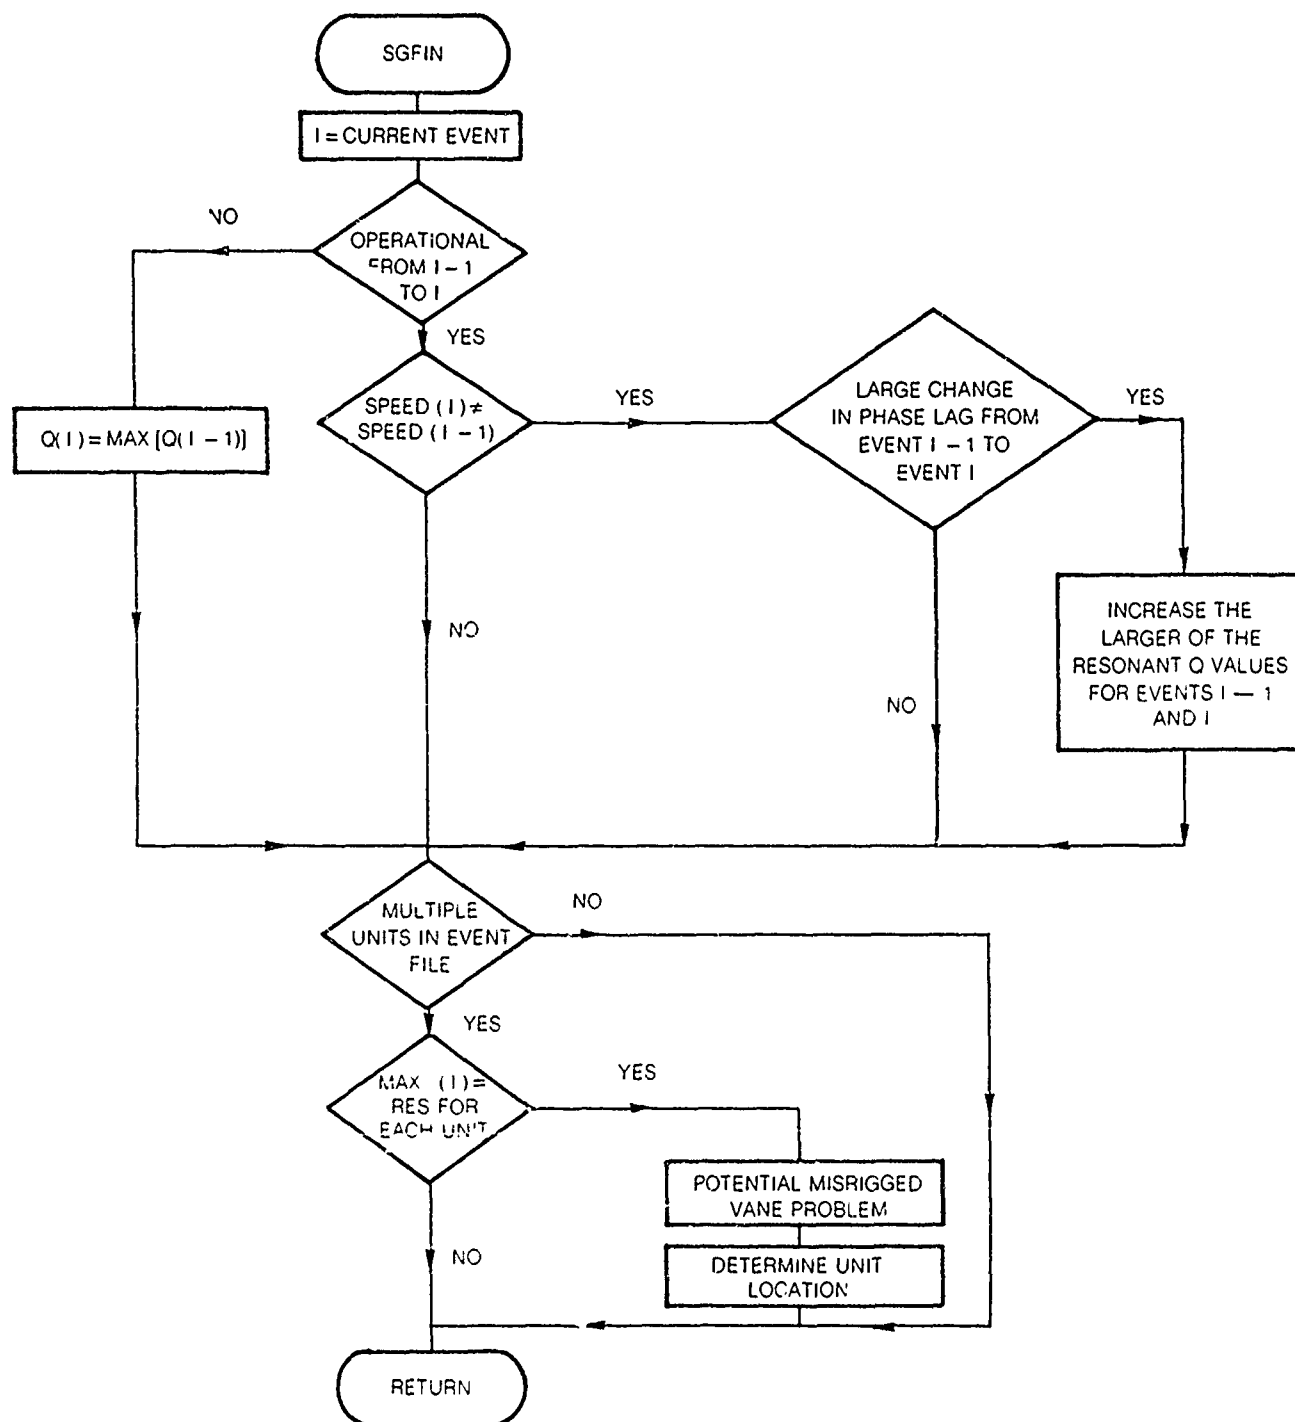 SGFIN
I = CURRENT EVENT
NO
OPERATIONAL
FROM I - 1
TO I
YES
Q( I ) = MAX [Q( I - 1)]
SPEED ( I ) ≠
SPEED ( I - 1)
YES
LARGE CHANGE
IN PHASE LAG FROM
EVENT I - 1 TO
EVENT I
YES
NO
NO
INCREASE THE
LARGER OF THE
RESONANT Q VALUES
FOR EVENTS I — 1
AND I
MULTIPLE
UNITS IN EVENT
FILE
NO
YES
MAX ( I ) =
RES FOR
EACH UNIT
YES
NO
POTENTIAL MISRIGGED
VANE PROBLEM
DETERMINE UNIT
LOCATION
RETURN